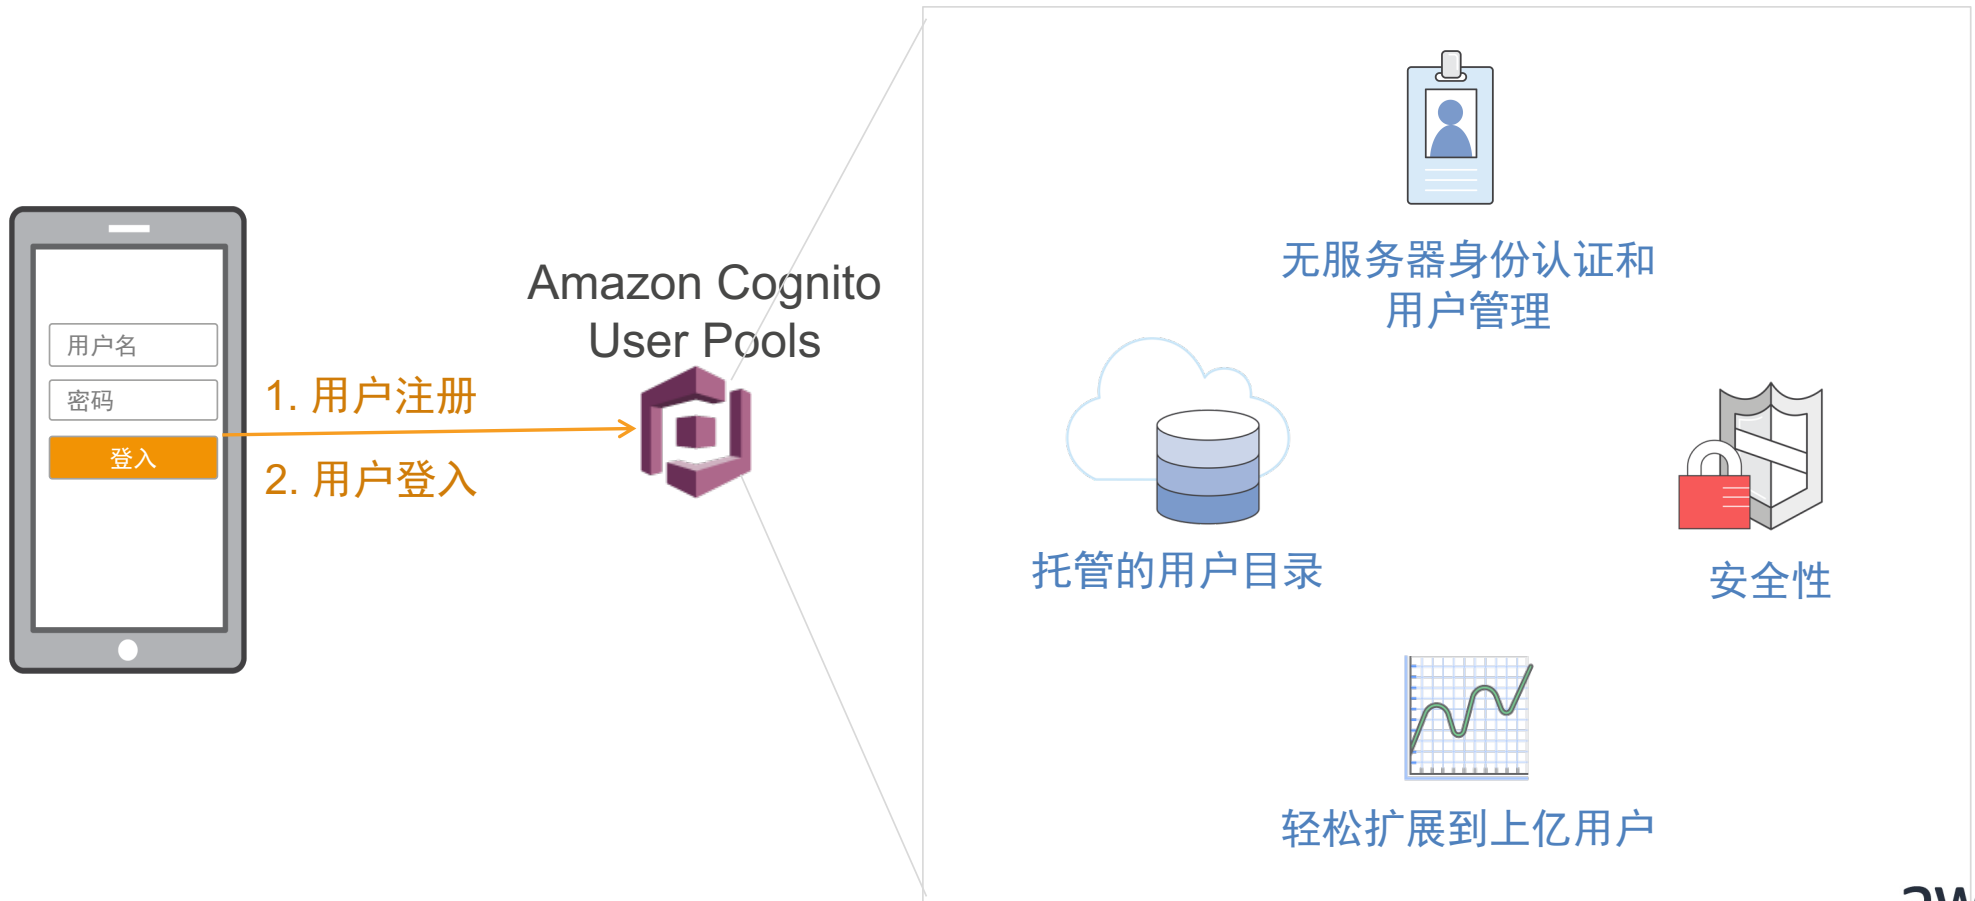 用户名
密码
登入
1. 用户注册
2. 用户登入
Amazon Cognito
User Pools
无服务器身份认证和
用户管理
托管的用户目录
安全性
轻松扩展到上亿用户